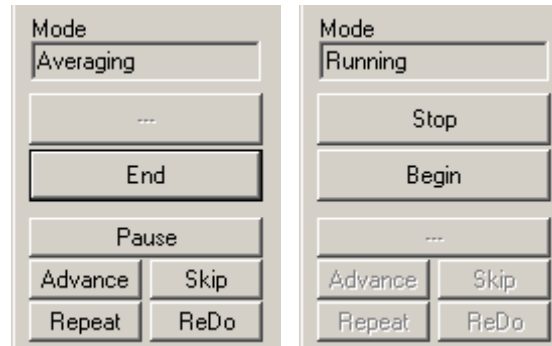 Mode
Averaging
---
End
Pause
Advance Skip
Repeat ReDo
Mode
Running
Stop
Begin
---
Advance Skip
Repeat ReDo